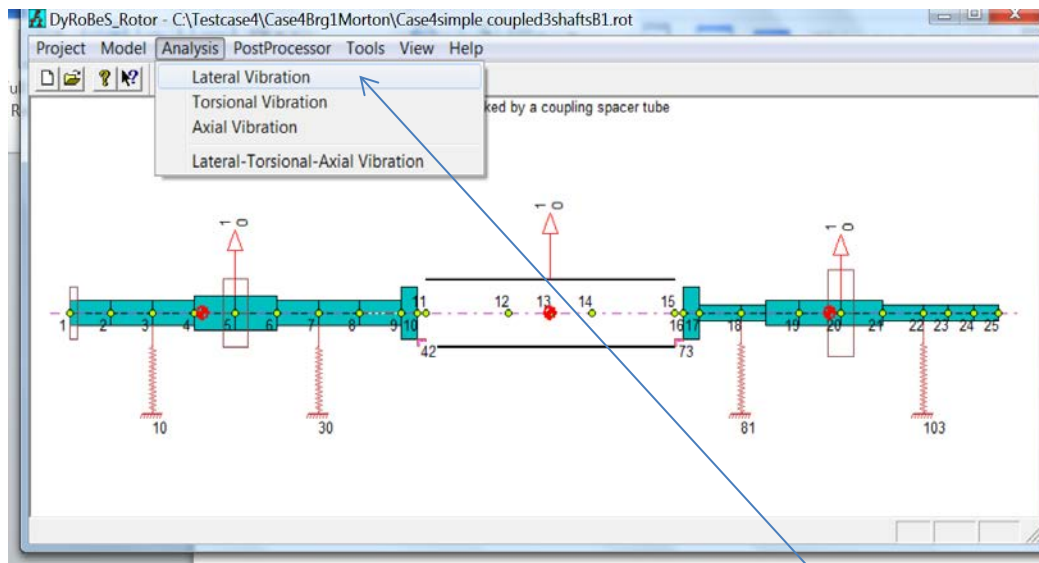 DyRoBeS_Rotor - C:\Testcase4\Case4Brg1Morton\Case4simple coupled3shaftsB1.rot
Project Model Analysis PostProcessor Tools View Help
Lateral Vibration
Torsional Vibration
Axial Vibration
Lateral-Torsional-Axial Vibration
ked by a coupling spacer tube
1 0
1 0
1 0
11 12 13 14 15
1 2 3 4 5 6 7 8 9 10 16 17 18 19 20 21 22 23 24 25
42 73
10 30 81 103